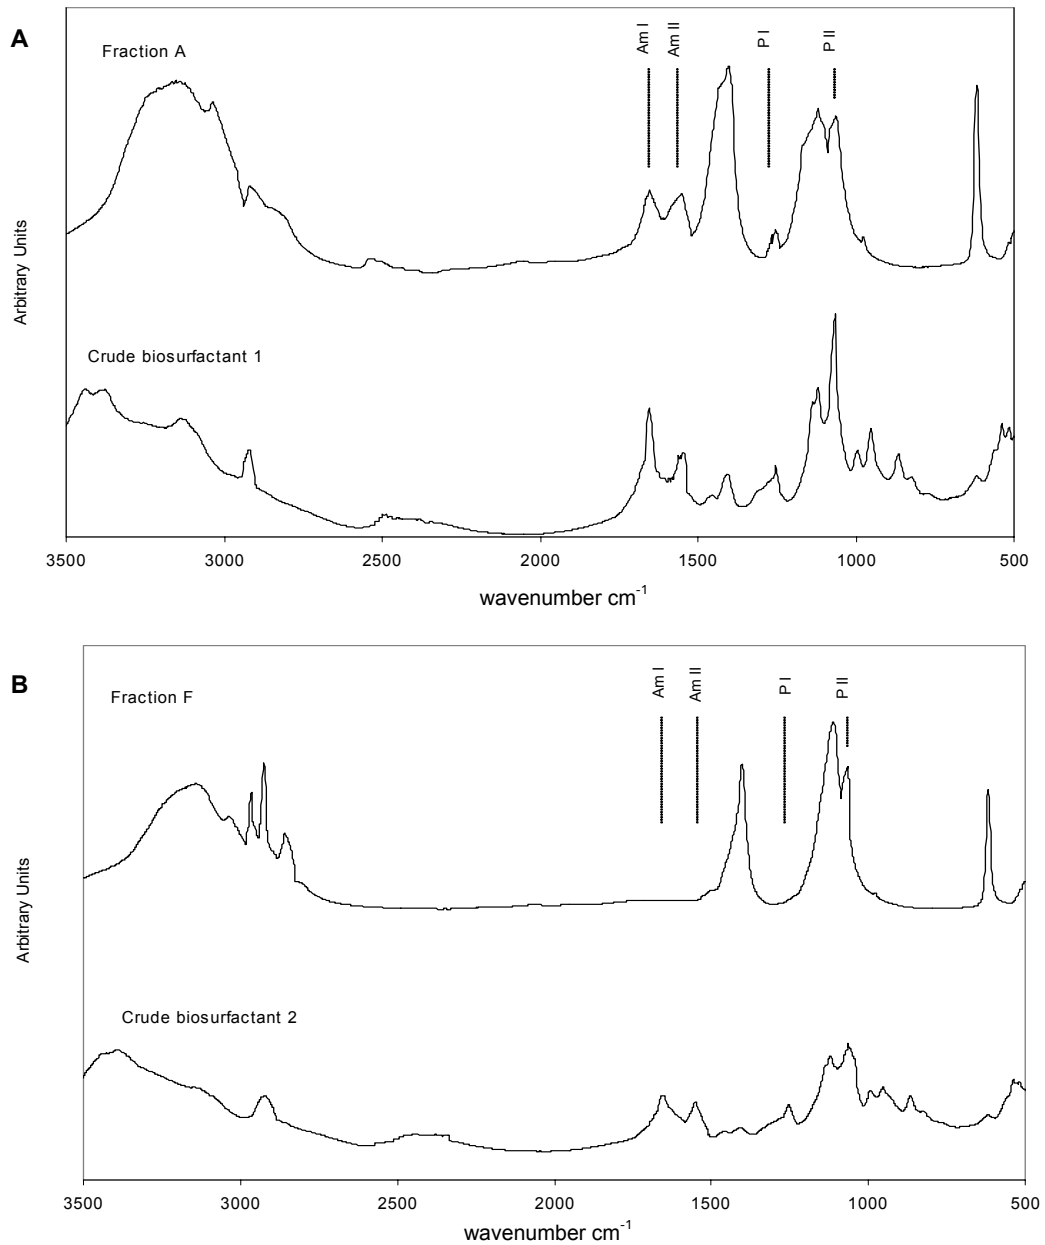 A
Fraction A
Am I
Am II
P I
P II
Arbitrary Units
Crude biosurfactant 1
3500 3000 2500 2000 1500 1000 500
wavenumber cm-1
B
Fraction F
Am I
Am II
P I
P II
Arbitrary Units
Crude biosurfactant 2
3500 3000 2500 2000 1500 1000 500
wavenumber cm-1